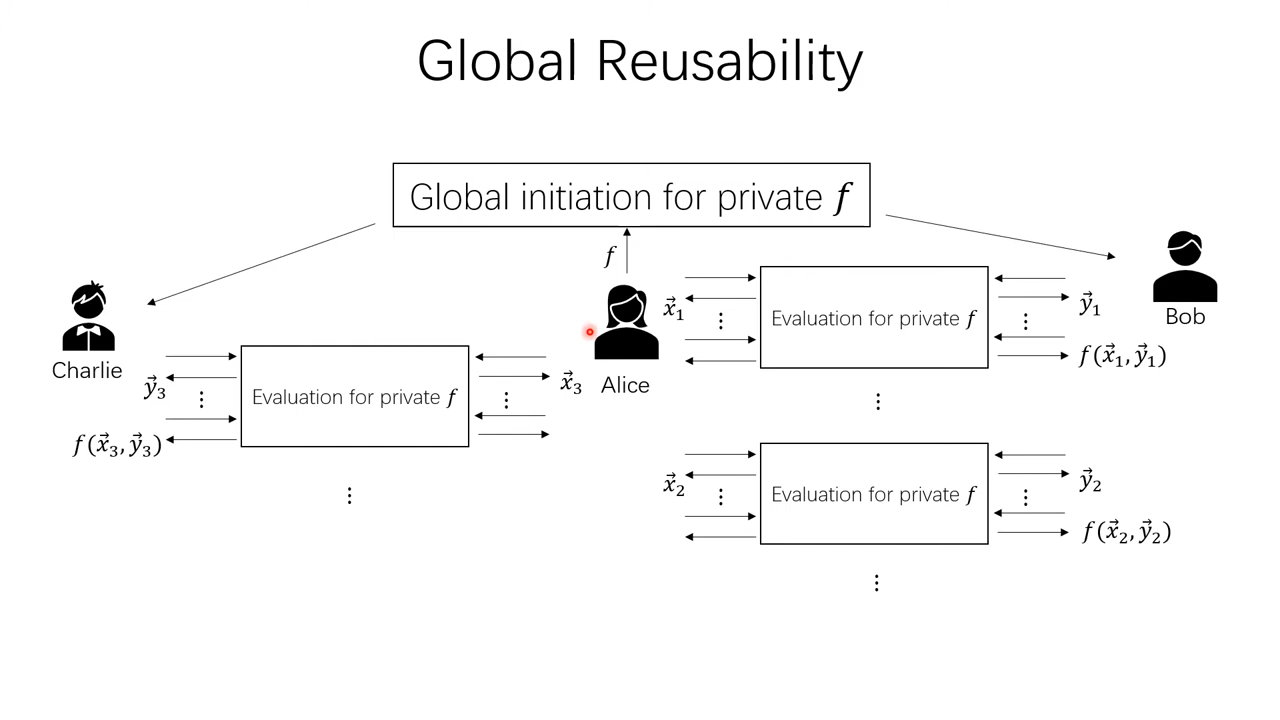 Global Reusability
Global initiation for private f
f
Charlie
Alice
Bob
Evaluation for private f
y⃗₃
⋮
f(x⃗₃, y⃗₃)
⋮
x⃗₃
⋮
x⃗₁
⋮
Evaluation for private f
y⃗₁
⋮
f(x⃗₁, y⃗₁)
⋮
x⃗₂
⋮
Evaluation for private f
y⃗₂
⋮
f(x⃗₂, y⃗₂)
⋮